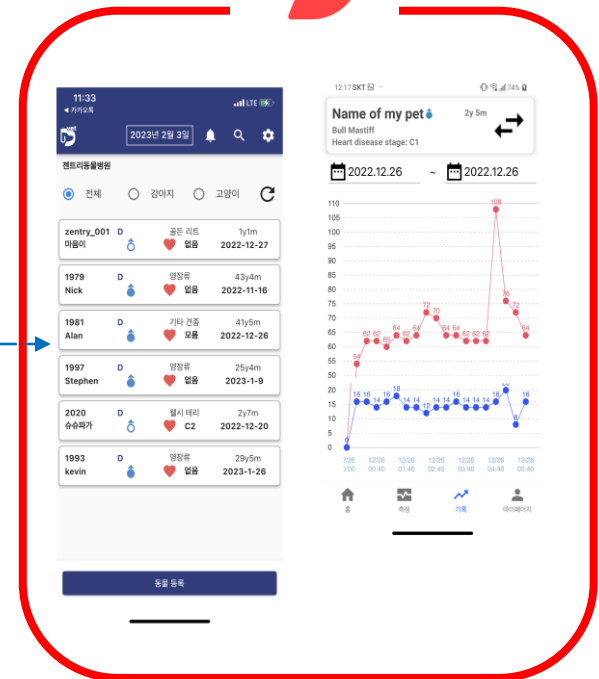 11:33
◀ 카카오톡
LTE
2023년 2월 3일
젠트리동물병원
전체 강아지 고양이
zentry_001 D 골든 리트 1y1m
마음이 없음 2022-12-27
1979 D 영장류 43y4m
Nick 없음 2022-11-16
1981 D 기타 견종 41y5m
Alan 모름 2022-12-26
1997 D 영장류 25y4m
Stephen 없음 2023-1-9
2020 D 웰시 테리 2y7m
슈슈파가 C2 2022-12-20
1993 D 영장류 29y5m
kevin 없음 2023-1-26
동물 등록
12:17 SKT 74%
Name of my pet 2y 5m
Bull Mastiff
Heart disease stage: C1
2022.12.26 ~ 2022.12.26
110
105
100
95
90
85
80
75
70
65
60
55
50
20
15
10
5
0
108
76
72 70
62 62 60 64 62 64 64 64 62 62 62 64
54
16 16 14 16 18 14 14 12 14 14 16 14 14 14 16 20 8 16
0
12/26 12/26 12/26 12/26 12/26 12/26
00:40 01:40 02:40 03:40 04:40 05:40
홈 측정 기록 마이페이지